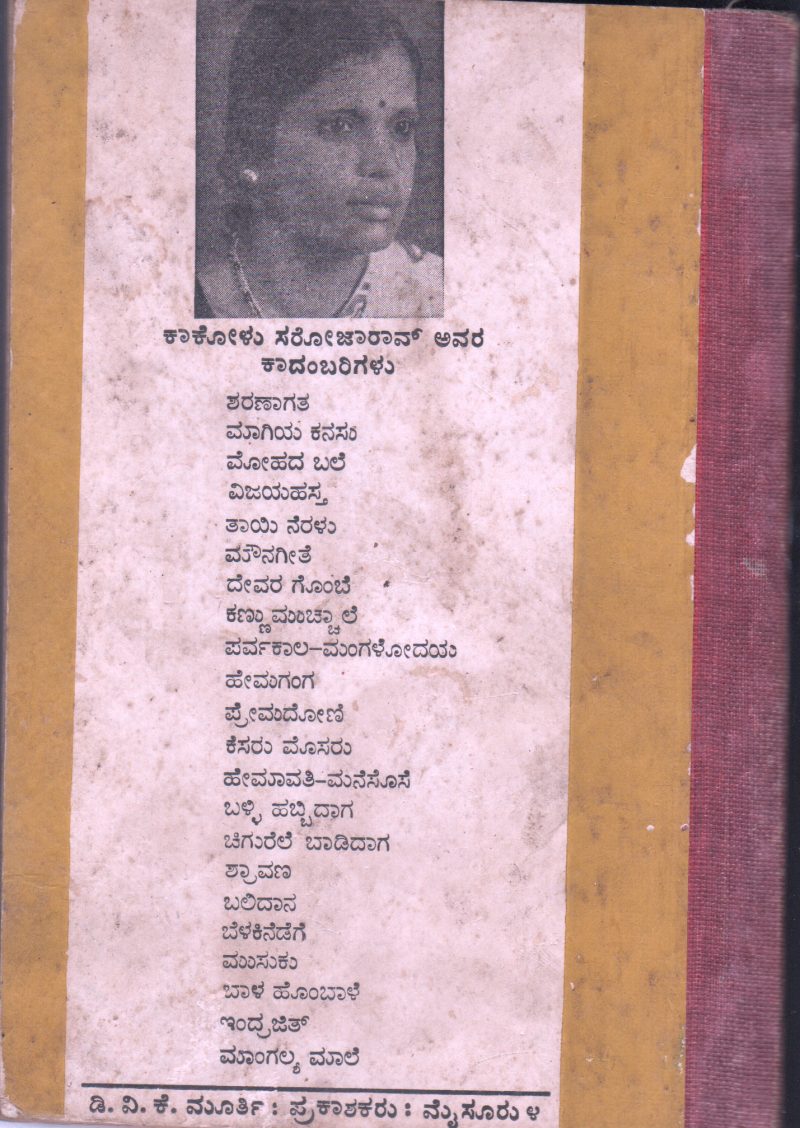 ಕಾಕೋಳು ಸರೋಜಾರಾವ್ ಅವರ
ಕಾದಂಬರಿಗಳು
ಶರಣಾಗತ
ಮಾಗಿಯ ಕನಸು
ಮೋಹದ ಬಲೆ
ವಿಜಯಹಸ್ತ
ತಾಯಿ ನೆರಳು
ಮೌನಗೀತೆ
ದೇವರ ಗೊಂಬೆ
ಕಣ್ಣುಮುಚ್ಚಾಲೆ
ಪರ್ವಕಾಲ–ಮಂಗಳೋದಯ
ಹೇಮಗಂಗ
ಪ್ರೇಮದೋಣಿ
ಕೆಸರು ಮೊಸರು
ಹೇಮಾವತಿ–ಮನೆಸೊಸೆ
ಬಳ್ಳಿ ಹಬ್ಬಿದಾಗ
ಚಿಗುರೆಲೆ ಬಾಡಿದಾಗ
ಶ್ರಾವಣ
ಬಲಿದಾನ
ಬೆಳಕಿನೆಡೆಗೆ
ಮುಸುಕು
ಬಾಳ ಹೊಂಬಾಳೆ
ಇಂದ್ರಜಿತ್
ಮಾಂಗಲ್ಯ ಮಾಲೆ
ಡಿ. ವಿ. ಕೆ. ಮೂರ್ತಿ : ಪ್ರಕಾಶಕರು : ಮೈಸೂರು ೪